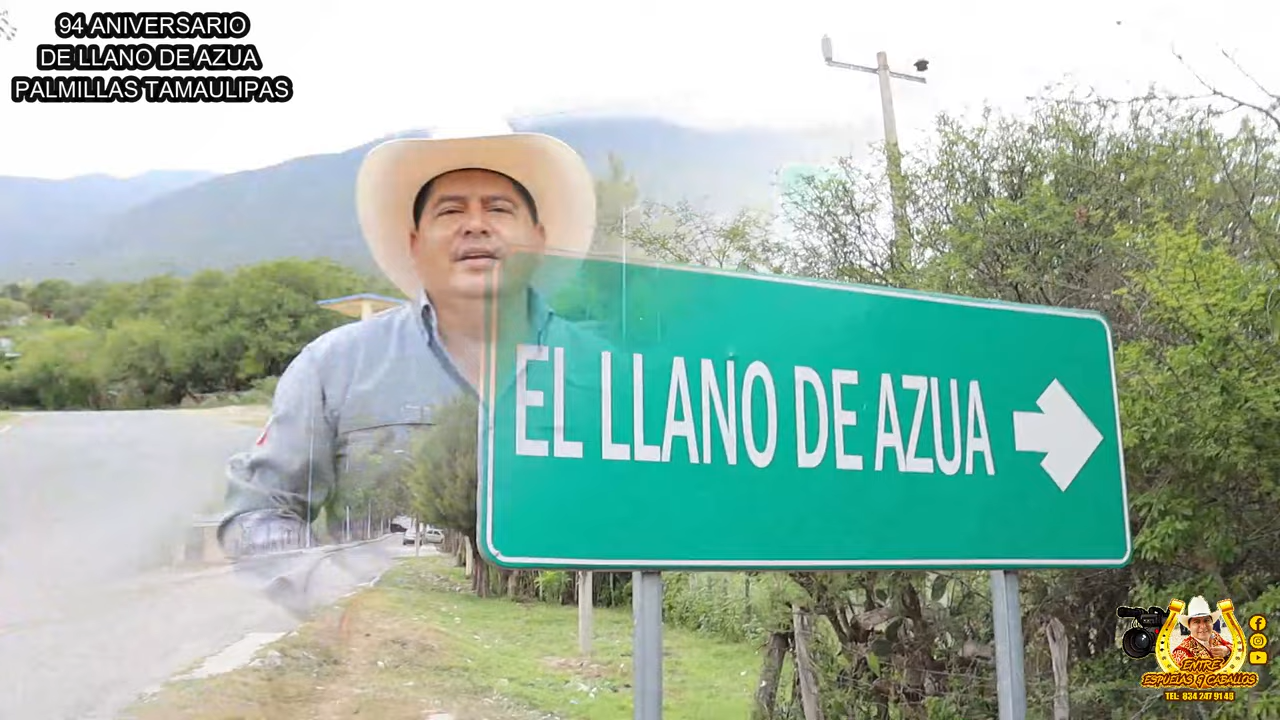 94 ANIVERSARIO
DE LLANO DE AZUA
PALMILLAS TAMAULIPAS
EL LLANO DE AZUA
ENTRE
ESPUELAS Y CABALLOS
TEL: 834 247 91 48